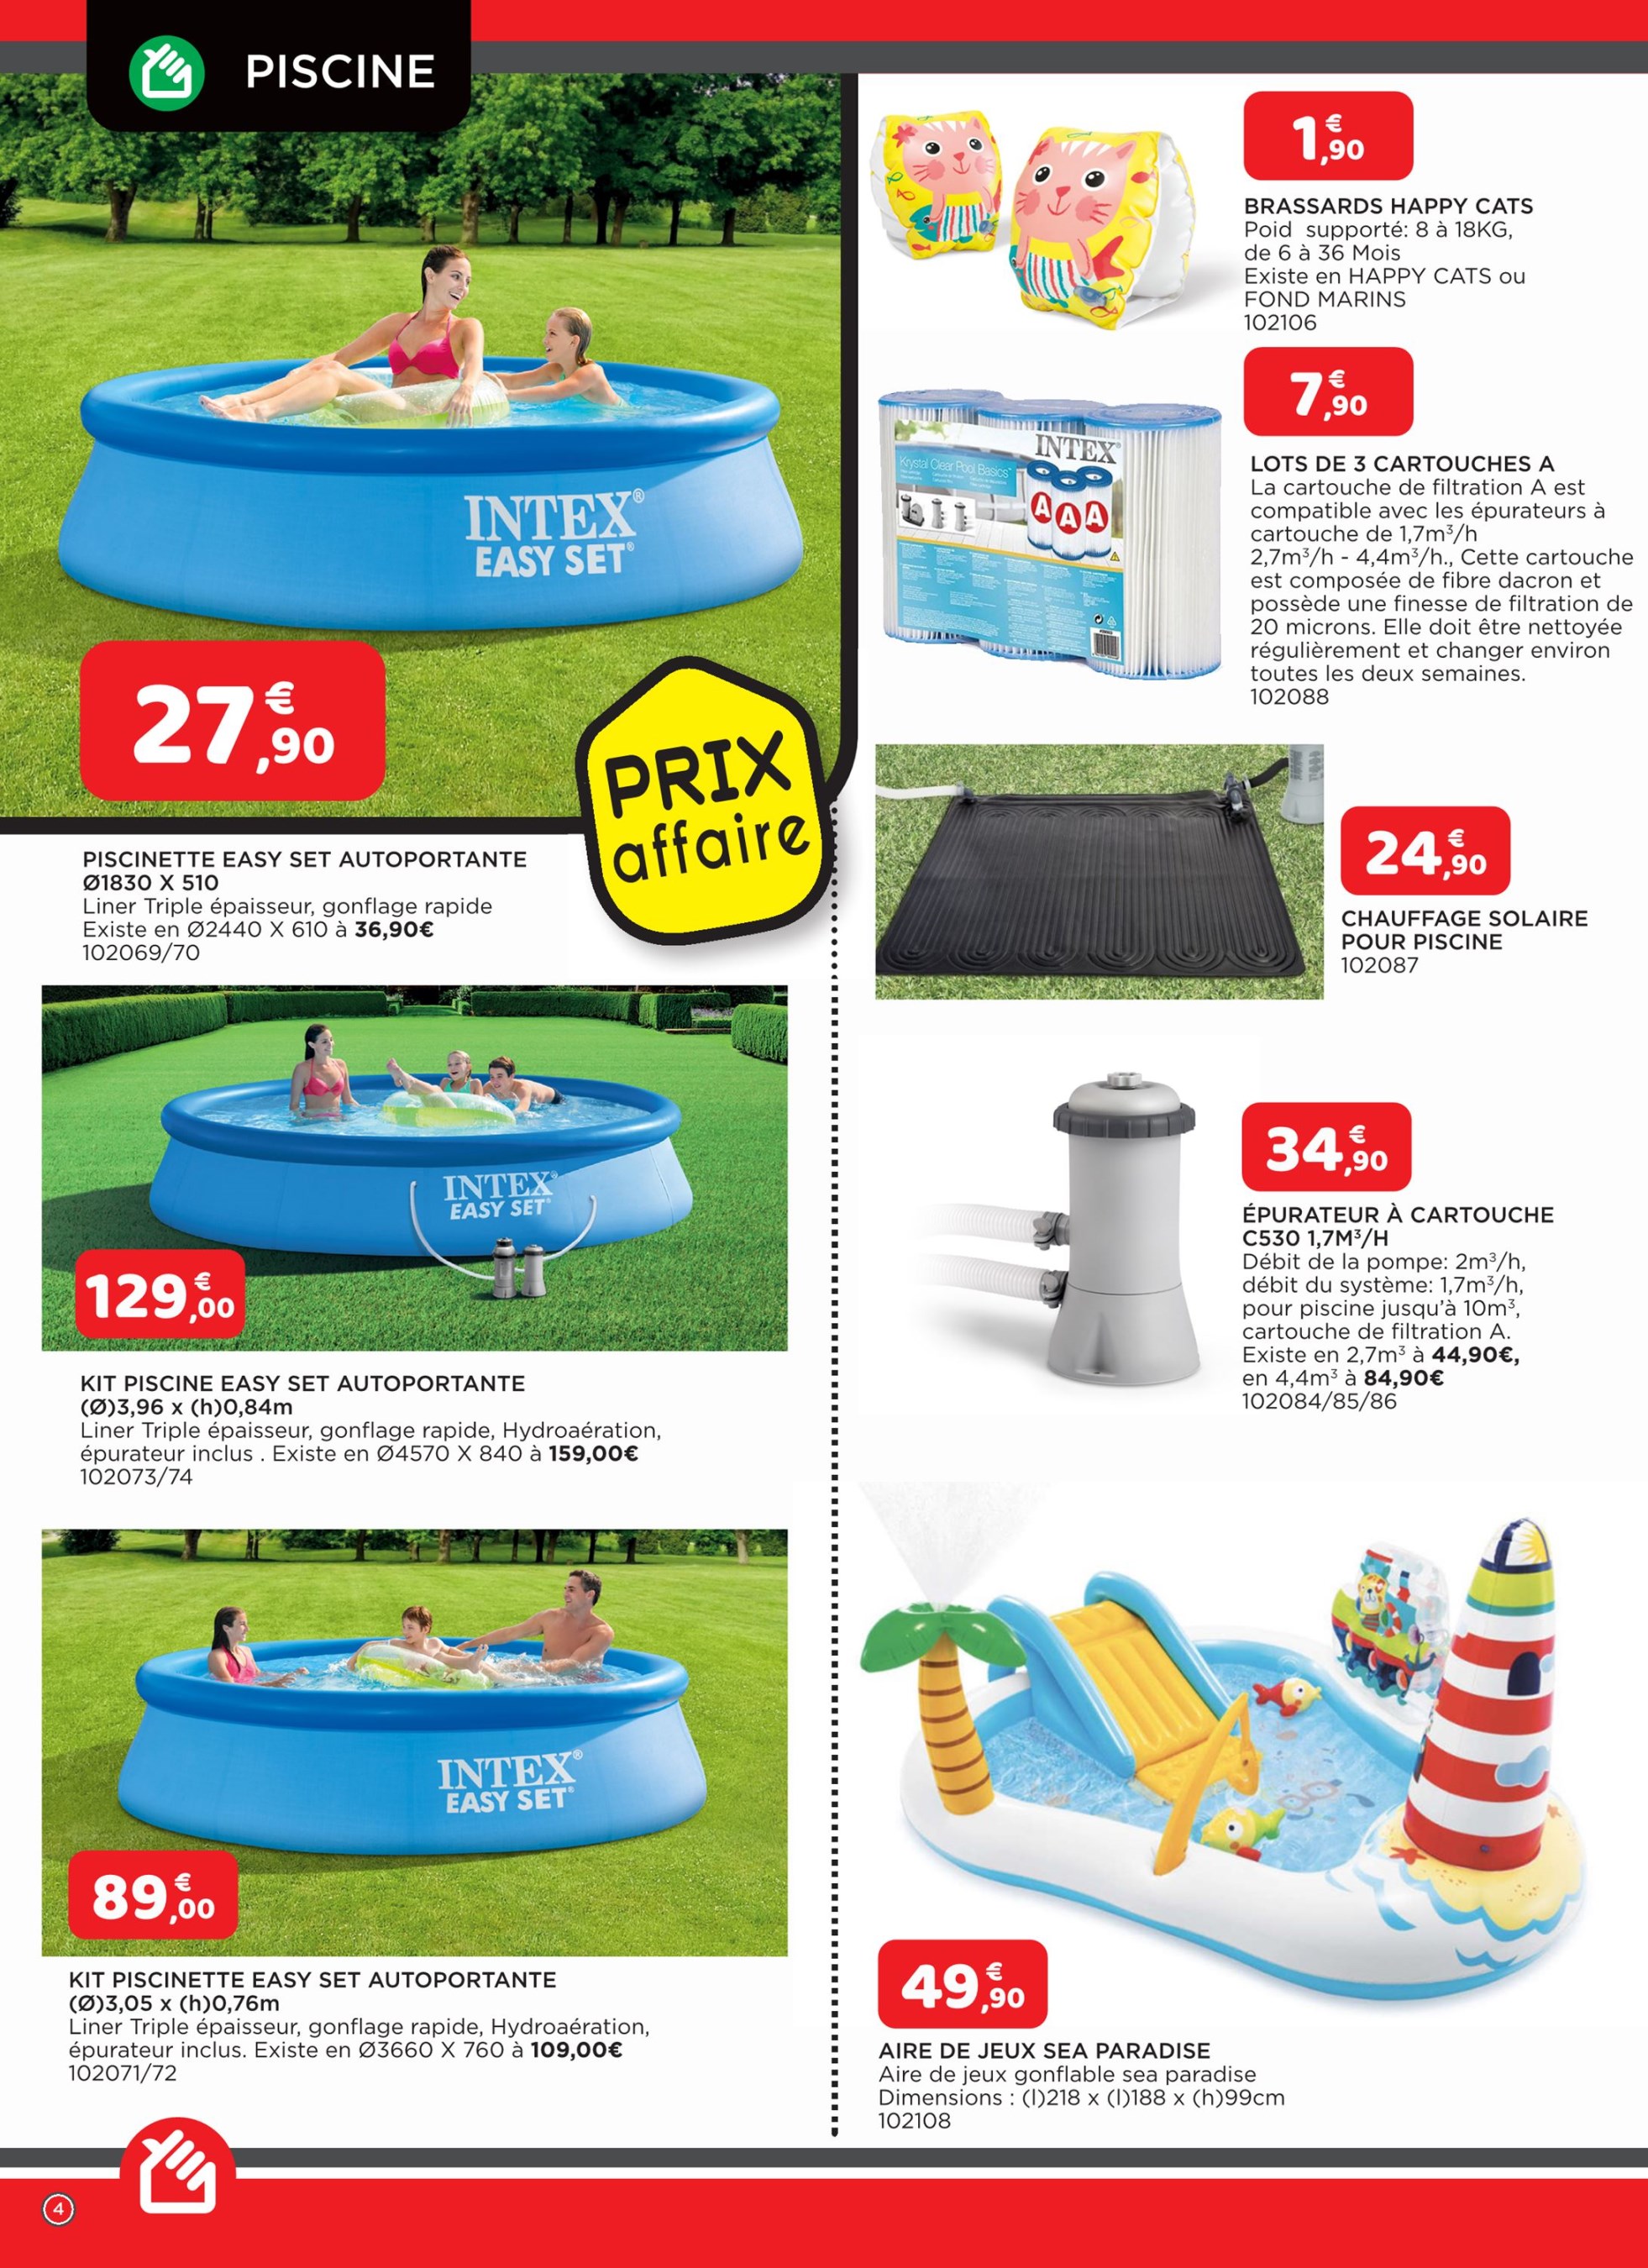 PISCINE
INTEX®
EASY SET®
27,€90
PRIX
affaire
PISCINETTE EASY SET AUTOPORTANTE
Ø1830 X 510
Liner Triple épaisseur, gonflage rapide
Existe en Ø2440 X 610 à 36,90€
102069/70
INTEX®
EASY SET®
129,€00
KIT PISCINE EASY SET AUTOPORTANTE
(Ø)3,96 x (h)0,84m
Liner Triple épaisseur, gonflage rapide, Hydroaération,
épurateur inclus . Existe en Ø4570 X 840 à 159,00€
102073/74
INTEX®
EASY SET®
89,€00
KIT PISCINETTE EASY SET AUTOPORTANTE
(Ø)3,05 x (h)0,76m
Liner Triple épaisseur, gonflage rapide, Hydroaération,
épurateur inclus. Existe en Ø3660 X 760 à 109,00€
102071/72
1,€90
BRASSARDS HAPPY CATS
Poid supporté: 8 à 18KG,
de 6 à 36 Mois
Existe en HAPPY CATS ou
FOND MARINS
102106
7,€90
INTEX®
Krystal Clear Pool Basics™
A A A
LOTS DE 3 CARTOUCHES A
La cartouche de filtration A est
compatible avec les épurateurs à
cartouche de 1,7m³/h
2,7m³/h - 4,4m³/h., Cette cartouche
est composée de fibre dacron et
possède une finesse de filtration de
20 microns. Elle doit être nettoyée
régulièrement et changer environ
toutes les deux semaines.
102088
24,€90
CHAUFFAGE SOLAIRE
POUR PISCINE
102087
34,€90
ÉPURATEUR À CARTOUCHE
C530 1,7M³/H
Débit de la pompe: 2m³/h,
débit du système: 1,7m³/h,
pour piscine jusqu'à 10m³,
cartouche de filtration A.
Existe en 2,7m³ à 44,90€,
en 4,4m³ à 84,90€
102084/85/86
49,€90
AIRE DE JEUX SEA PARADISE
Aire de jeux gonflable sea paradise
Dimensions : (l)218 x (l)188 x (h)99cm
102108
4